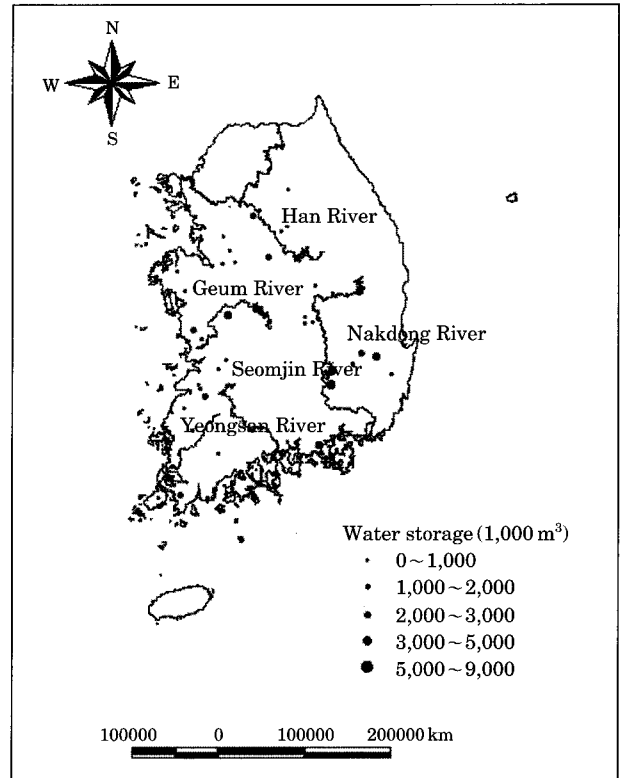 N
W E
S
Han River
Geum River
Nakdong River
Seomjin River
Yeongsan River
Water storage (1,000 m³)
0~1,000
1,000~2,000
2,000~3,000
3,000~5,000
5,000~9,000
100000 0 100000 200000 km